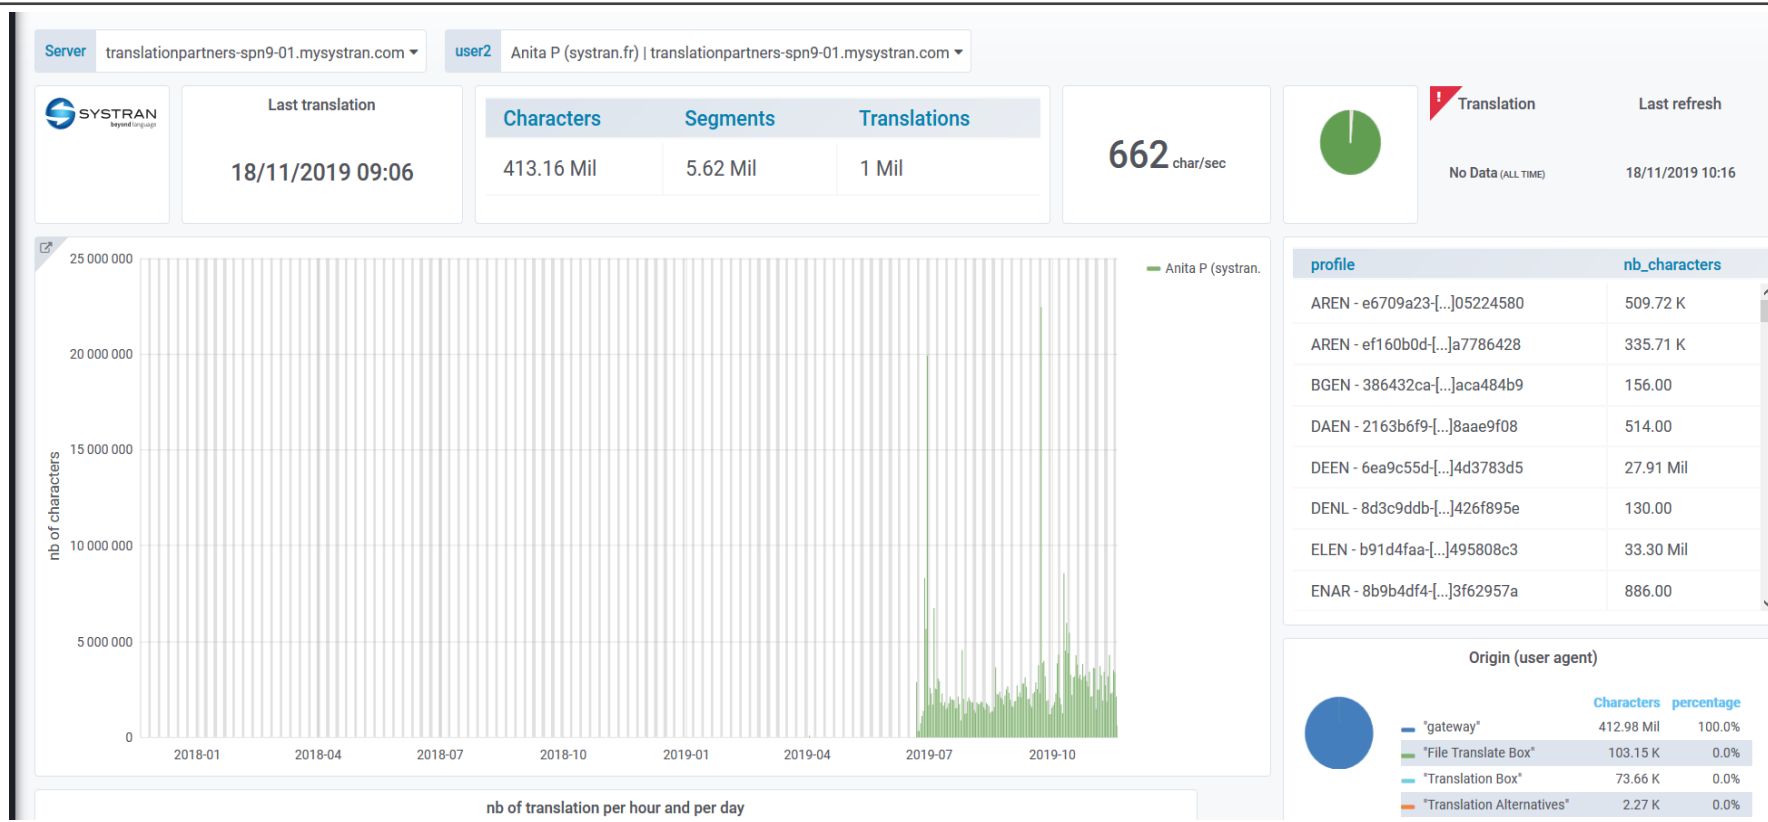 Server translationpartners-spn9-01.mysystran.com user2 Anita P (systran.fr) | translationpartners-spn9-01.mysystran.com
SYSTRAN
beyond language
Last translation
18/11/2019 09:06
Characters Segments Translations
413.16 Mil 5.62 Mil 1 Mil
662 char/sec
! Translation Last refresh
No Data (ALL TIME) 18/11/2019 10:16
25 000 000
20 000 000
15 000 000
10 000 000
5 000 000
0
nb of characters
2018-01 2018-04 2018-07 2018-10 2019-01 2019-04 2019-07 2019-10
Anita P (systran.
profile nb_characters
AREN - e6709a23-[...]05224580 509.72 K
AREN - ef160b0d-[...]a7786428 335.71 K
BGEN - 386432ca-[...]aca484b9 156.00
DAEN - 2163b6f9-[...]8aae9f08 514.00
DEEN - 6ea9c55d-[...]4d3783d5 27.91 Mil
DENL - 8d3c9ddb-[...]426f895e 130.00
ELEN - b91d4faa-[...]495808c3 33.30 Mil
ENAR - 8b9b4df4-[...]3f62957a 886.00
Origin (user agent)
Characters percentage
"gateway" 412.98 Mil 100.0%
"File Translate Box" 103.15 K 0.0%
"Translation Box" 73.66 K 0.0%
"Translation Alternatives" 2.27 K 0.0%
nb of translation per hour and per day